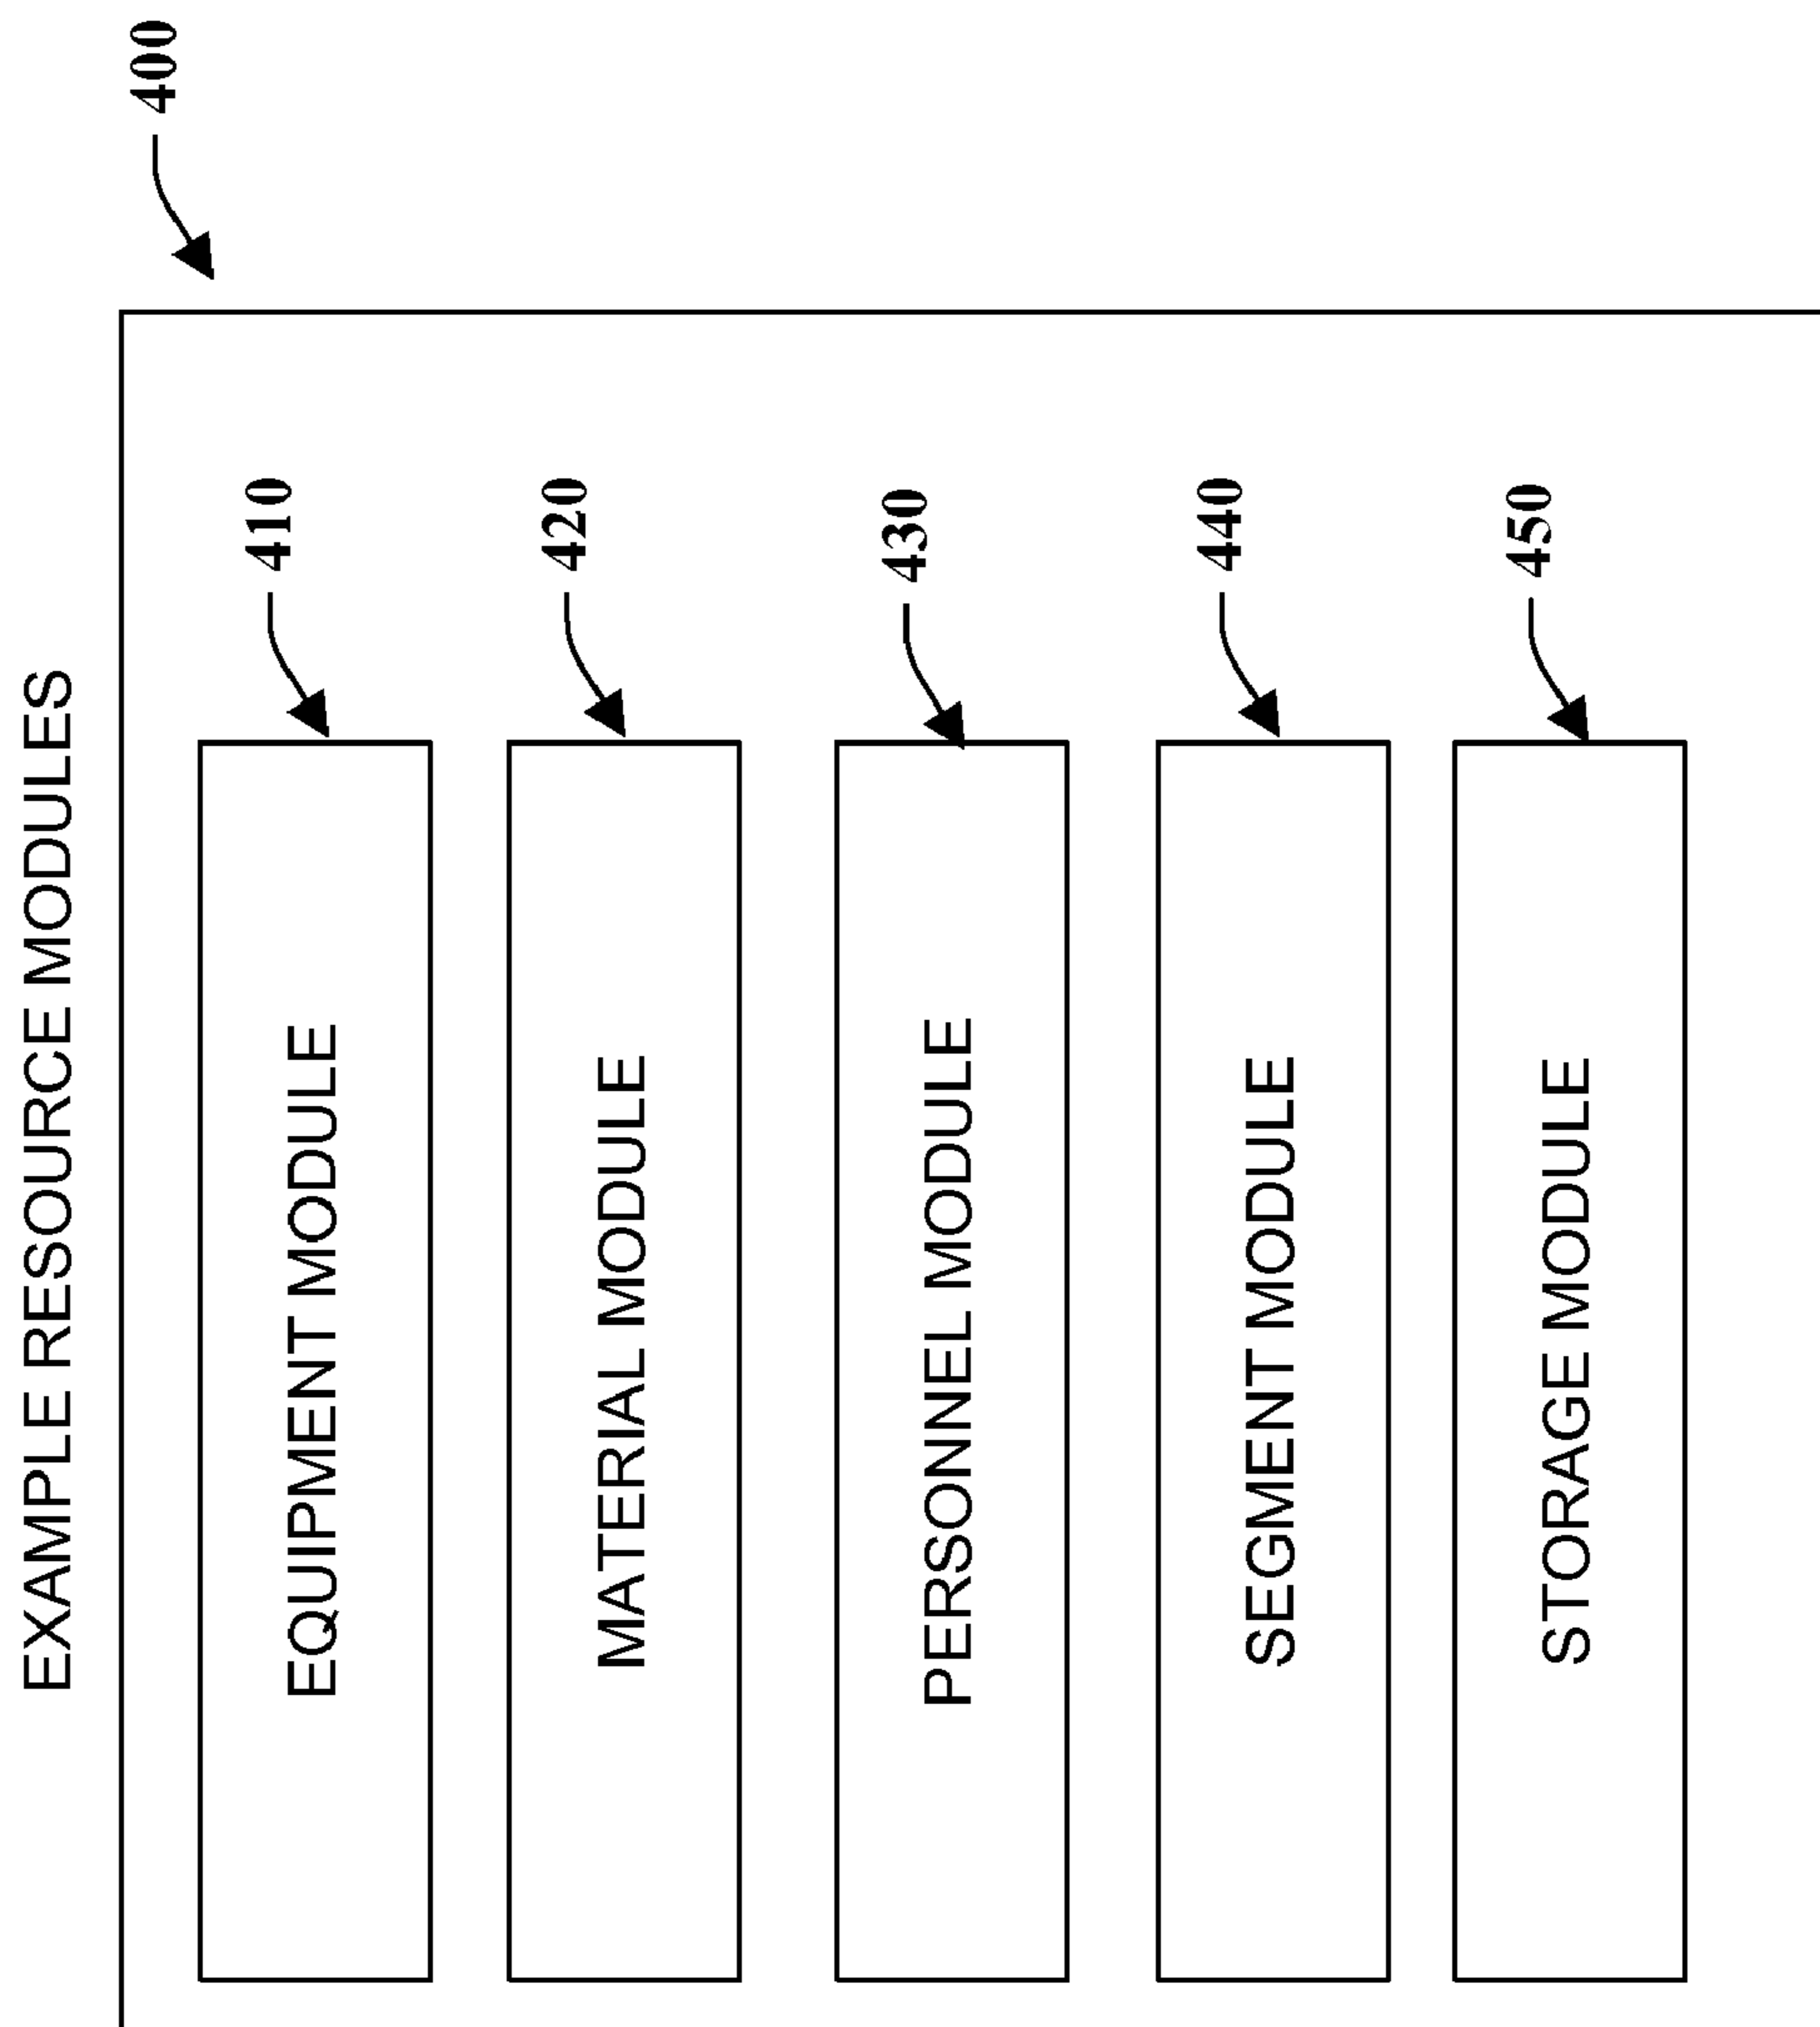 EXAMPLE RESOURCE MODULES
400
410
EQUIPMENT MODULE
420
MATERIAL MODULE
430
PERSONNEL MODULE
440
SEGMENT MODULE
450
STORAGE MODULE